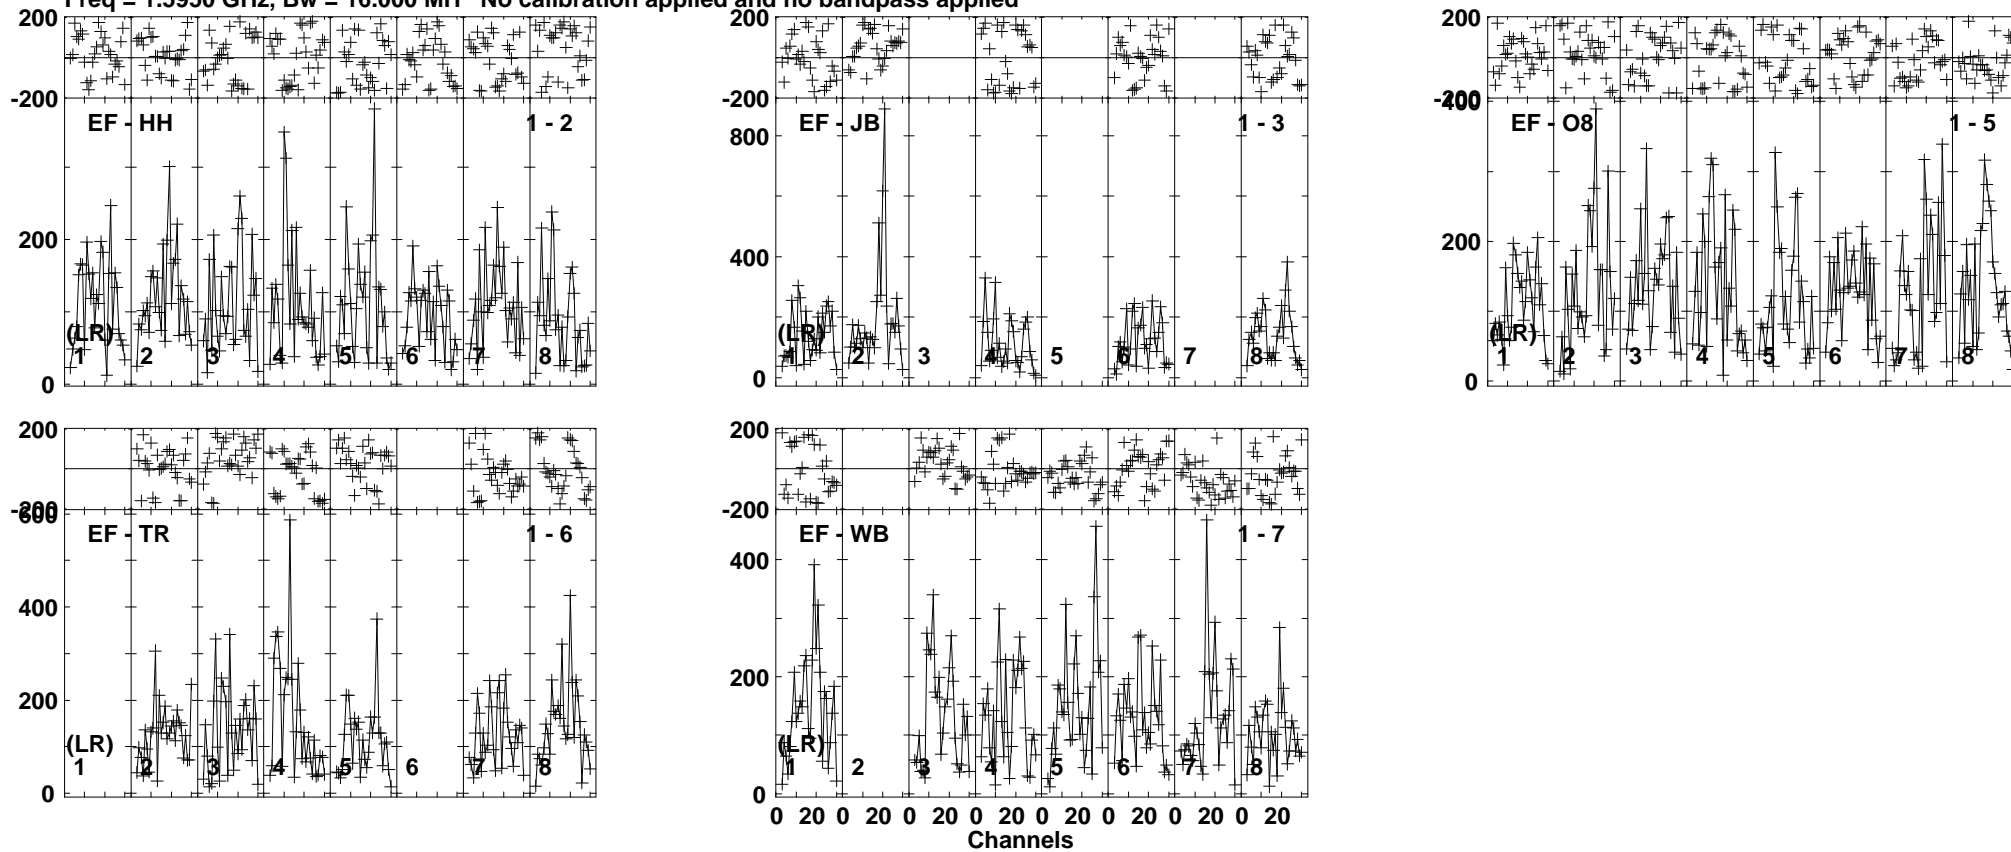 Freq = 1.5950 GHz, Bw = 16.000 MH No calibration applied and no bandpass applied
200 200 200
-200 -200 -200
EF - HH 1 - 2 EF - JB 1 - 3 EF - O8 1 - 5
400
800
200 400 200
(LR) (LR) (LR)
1 2 3 4 5 6 7 8 1 2 3 4 5 6 7 8 1 2 3 4 5 6 7 8
0 0 0
200 200
-200 -200
600
EF - TR 1 - 6 EF - WB 1 - 7
400 400
200 200
(LR) (LR)
1 2 3 4 5 6 7 8 1 2 3 4 5 6 7 8
0 0
0 20 0 20 0 20 0 20 0 20 0 20 0 20 0 20
Channels